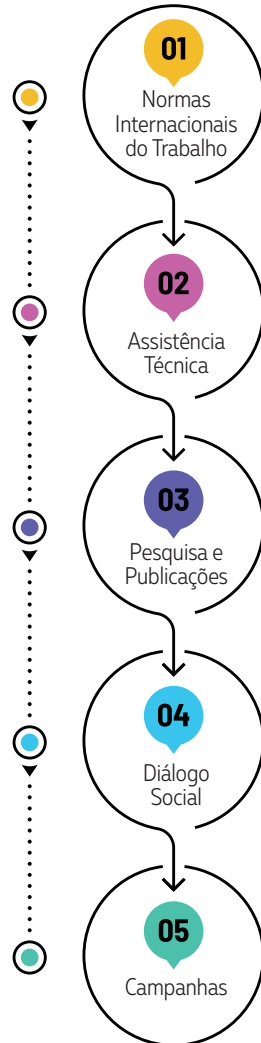 01
Normas
Internacionais
do Trabalho
02
Assistência
Técnica
03
Pesquisa e
Publicações
04
Diálogo
Social
05
Campanhas